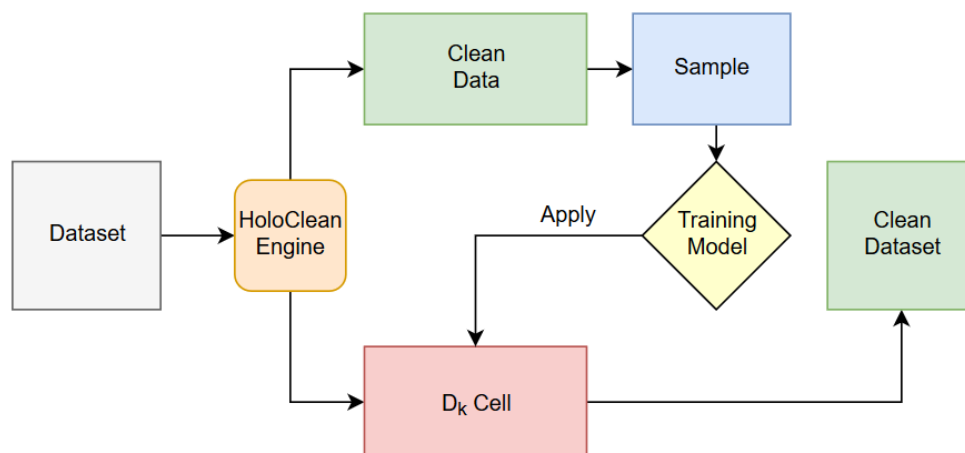 Clean
Data
Sample
Dataset
HoloClean
Engine
Apply
Training
Model
Clean
Dataset
Dₖ Cell